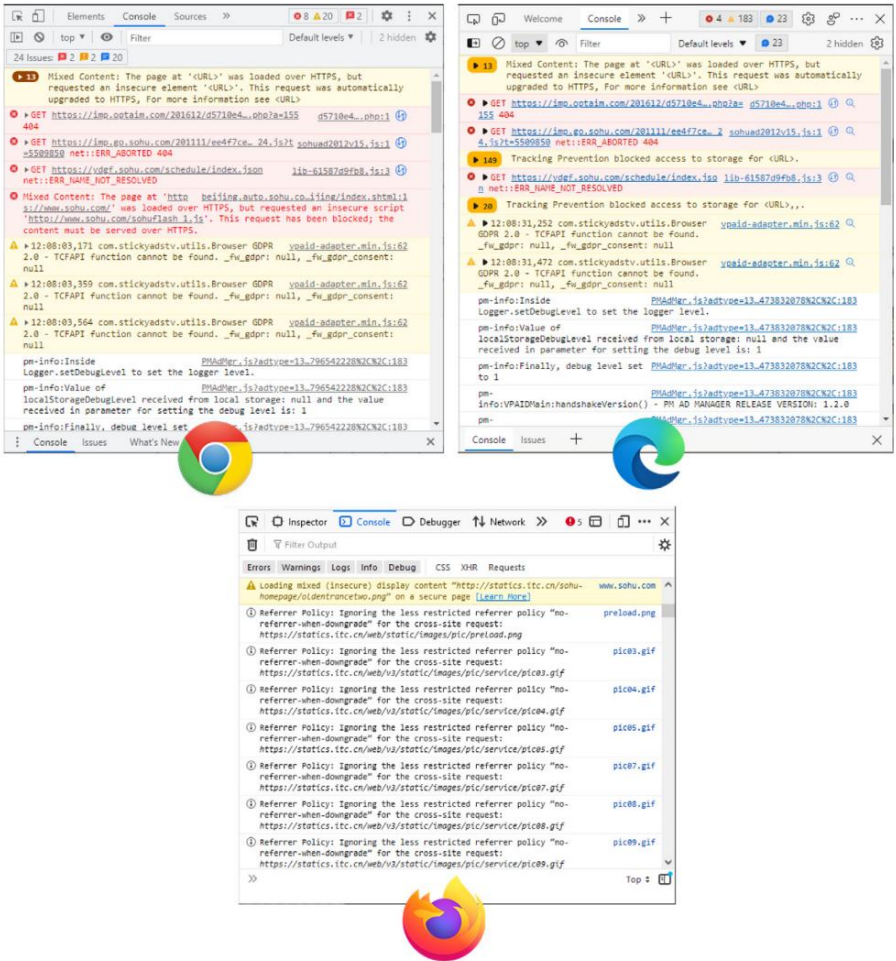 Elements Console Sources » 8 20 2
top ▼ Filter Default levels ▼ 2 hidden
24 Issues: 2 2 20
13 Mixed Content: The page at '<URL>' was loaded over HTTPS, but
requested an insecure element '<URL>'. This request was automatically
upgraded to HTTPS, For more information see <URL>
GET https://imp.optaim.com/201612/d5710e4….php?a=155 d5710e4….php:1
404
GET https://imp.go.sohu.com/201111/ee4f7ce… 24.js?t sohuad2012v15.js:1
=5509850 net::ERR_ABORTED 404
GET https://ydgf.sohu.com/schedule/index.json lib-61587d9fb8.js:3
net::ERR_NAME_NOT_RESOLVED
Mixed Content: The page at 'http beijing.auto.sohu.co…ijing/index.shtml:1
s://www.sohu.com/' was loaded over HTTPS, but requested an insecure script
'http://www.sohu.com/sohuflash_1.js'. This request has been blocked; the
content must be served over HTTPS.
12:08:03,171 com.stickyadstv.utils.Browser GDPR vpaid-adapter.min.js:62
2.0 - TCFAPI function cannot be found. _fw_gdpr: null, _fw_gdpr_consent:
null
12:08:03,359 com.stickyadstv.utils.Browser GDPR vpaid-adapter.min.js:62
2.0 - TCFAPI function cannot be found. _fw_gdpr: null, _fw_gdpr_consent:
null
12:08:03,564 com.stickyadstv.utils.Browser GDPR vpaid-adapter.min.js:62
2.0 - TCFAPI function cannot be found. _fw_gdpr: null, _fw_gdpr_consent:
null
pm-info:Inside PMAdMgr.js?adtype=13…796542228%2C%2C:183
Logger.setDebugLevel to set the logger level.
pm-info:Value of PMAdMgr.js?adtype=13…796542228%2C%2C:183
localStorageDebugLevel received from local storage: null and the value
received in parameter for setting the debug level is: 1
pm-info:Finally, debug level set PMAdMgr.js?adtype=13…796542228%2C%2C:183
Console Issues What's New
Welcome Console » + 4 183 23
top ▼ Filter Default levels ▼ 23 2 hidden
13 Mixed Content: The page at '<URL>' was loaded over HTTPS, but
requested an insecure element '<URL>'. This request was automatically
upgraded to HTTPS, For more information see <URL>
GET https://imp.optaim.com/201612/d5710e4….php?a= d5710e4….php:1
155 404
GET https://imp.go.sohu.com/201111/ee4f7ce… 2 sohuad2012v15.js:1
4.js?t=5509850 net::ERR_ABORTED 404
149 Tracking Prevention blocked access to storage for <URL>.
GET https://ydgf.sohu.com/schedule/index.jso lib-61587d9fb8.js:3
n net::ERR_NAME_NOT_RESOLVED
20 Tracking Prevention blocked access to storage for <URL>,,.
12:08:31,252 com.stickyadstv.utils.Browser vpaid-adapter.min.js:62
GDPR 2.0 - TCFAPI function cannot be found.
_fw_gdpr: null, _fw_gdpr_consent: null
12:08:31,472 com.stickyadstv.utils.Browser vpaid-adapter.min.js:62
GDPR 2.0 - TCFAPI function cannot be found.
_fw_gdpr: null, _fw_gdpr_consent: null
pm-info:Inside PMAdMgr.js?adtype=13…473832078%2C%2C:183
Logger.setDebugLevel to set the logger level.
pm-info:Value of PMAdMgr.js?adtype=13…473832078%2C%2C:183
localStorageDebugLevel received from local storage: null and the value
received in parameter for setting the debug level is: 1
pm-info:Finally, debug level set PMAdMgr.js?adtype=13…473832078%2C%2C:183
to 1
pm- PMAdMgr.js?adtype=13…473832078%2C%2C:183
info:VPAIDMain:handshakeVersion() - PM AD MANAGER RELEASE VERSION: 1.2.0
pm- PMAdMgr.js?adtype=13…473832078%2C%2C:183
Console Issues +
Inspector Console Debugger Network » 5
Filter Output
Errors Warnings Logs Info Debug CSS XHR Requests
Loading mixed (insecure) display content "http://statics.itc.cn/sohu- www.sohu.com
homepage/oldentrancetwo.png" on a secure page [Learn More]
Referrer Policy: Ignoring the less restricted referrer policy "no- preload.png
referrer-when-downgrade" for the cross-site request:
https://statics.itc.cn/web/static/images/pic/preload.png
Referrer Policy: Ignoring the less restricted referrer policy "no- pic03.gif
referrer-when-downgrade" for the cross-site request:
https://statics.itc.cn/web/v3/static/images/pic/service/pic03.gif
Referrer Policy: Ignoring the less restricted referrer policy "no- pic04.gif
referrer-when-downgrade" for the cross-site request:
https://statics.itc.cn/web/v3/static/images/pic/service/pic04.gif
Referrer Policy: Ignoring the less restricted referrer policy "no- pic05.gif
referrer-when-downgrade" for the cross-site request:
https://statics.itc.cn/web/v3/static/images/pic/service/pic05.gif
Referrer Policy: Ignoring the less restricted referrer policy "no- pic07.gif
referrer-when-downgrade" for the cross-site request:
https://statics.itc.cn/web/v3/static/images/pic/service/pic07.gif
Referrer Policy: Ignoring the less restricted referrer policy "no- pic08.gif
referrer-when-downgrade" for the cross-site request:
https://statics.itc.cn/web/v3/static/images/pic/service/pic08.gif
Referrer Policy: Ignoring the less restricted referrer policy "no- pic09.gif
referrer-when-downgrade" for the cross-site request:
https://statics.itc.cn/web/v3/static/images/pic/service/pic09.gif
» Top